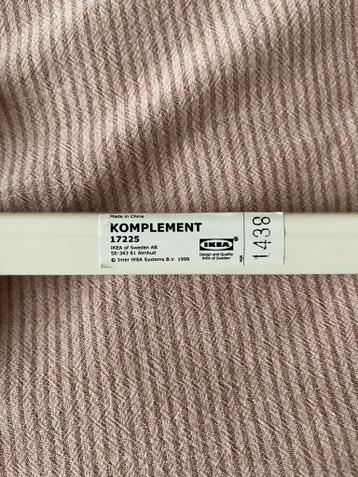 Made in China
KOMPLEMENT
17225
IKEA of Sweden AB
SE-343 81 Älmhult
© Inter IKEA Systems B.V. 1999
IKEA
Design and Quality
IKEA of Sweden
1438